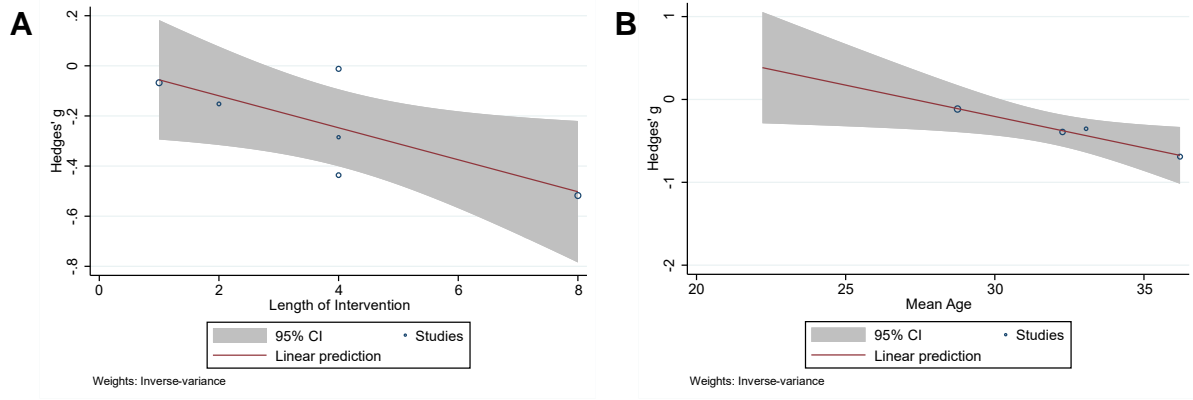 A
Hedges' g
.2
0
-.2
-.4
-.6
-.8
0 2 4 6 8
Length of Intervention
95% CI Studies
Linear prediction
Weights: Inverse-variance
B
Hedges' g
1
0
-1
-2
20 25 30 35
Mean Age
95% CI Studies
Linear prediction
Weights: Inverse-variance